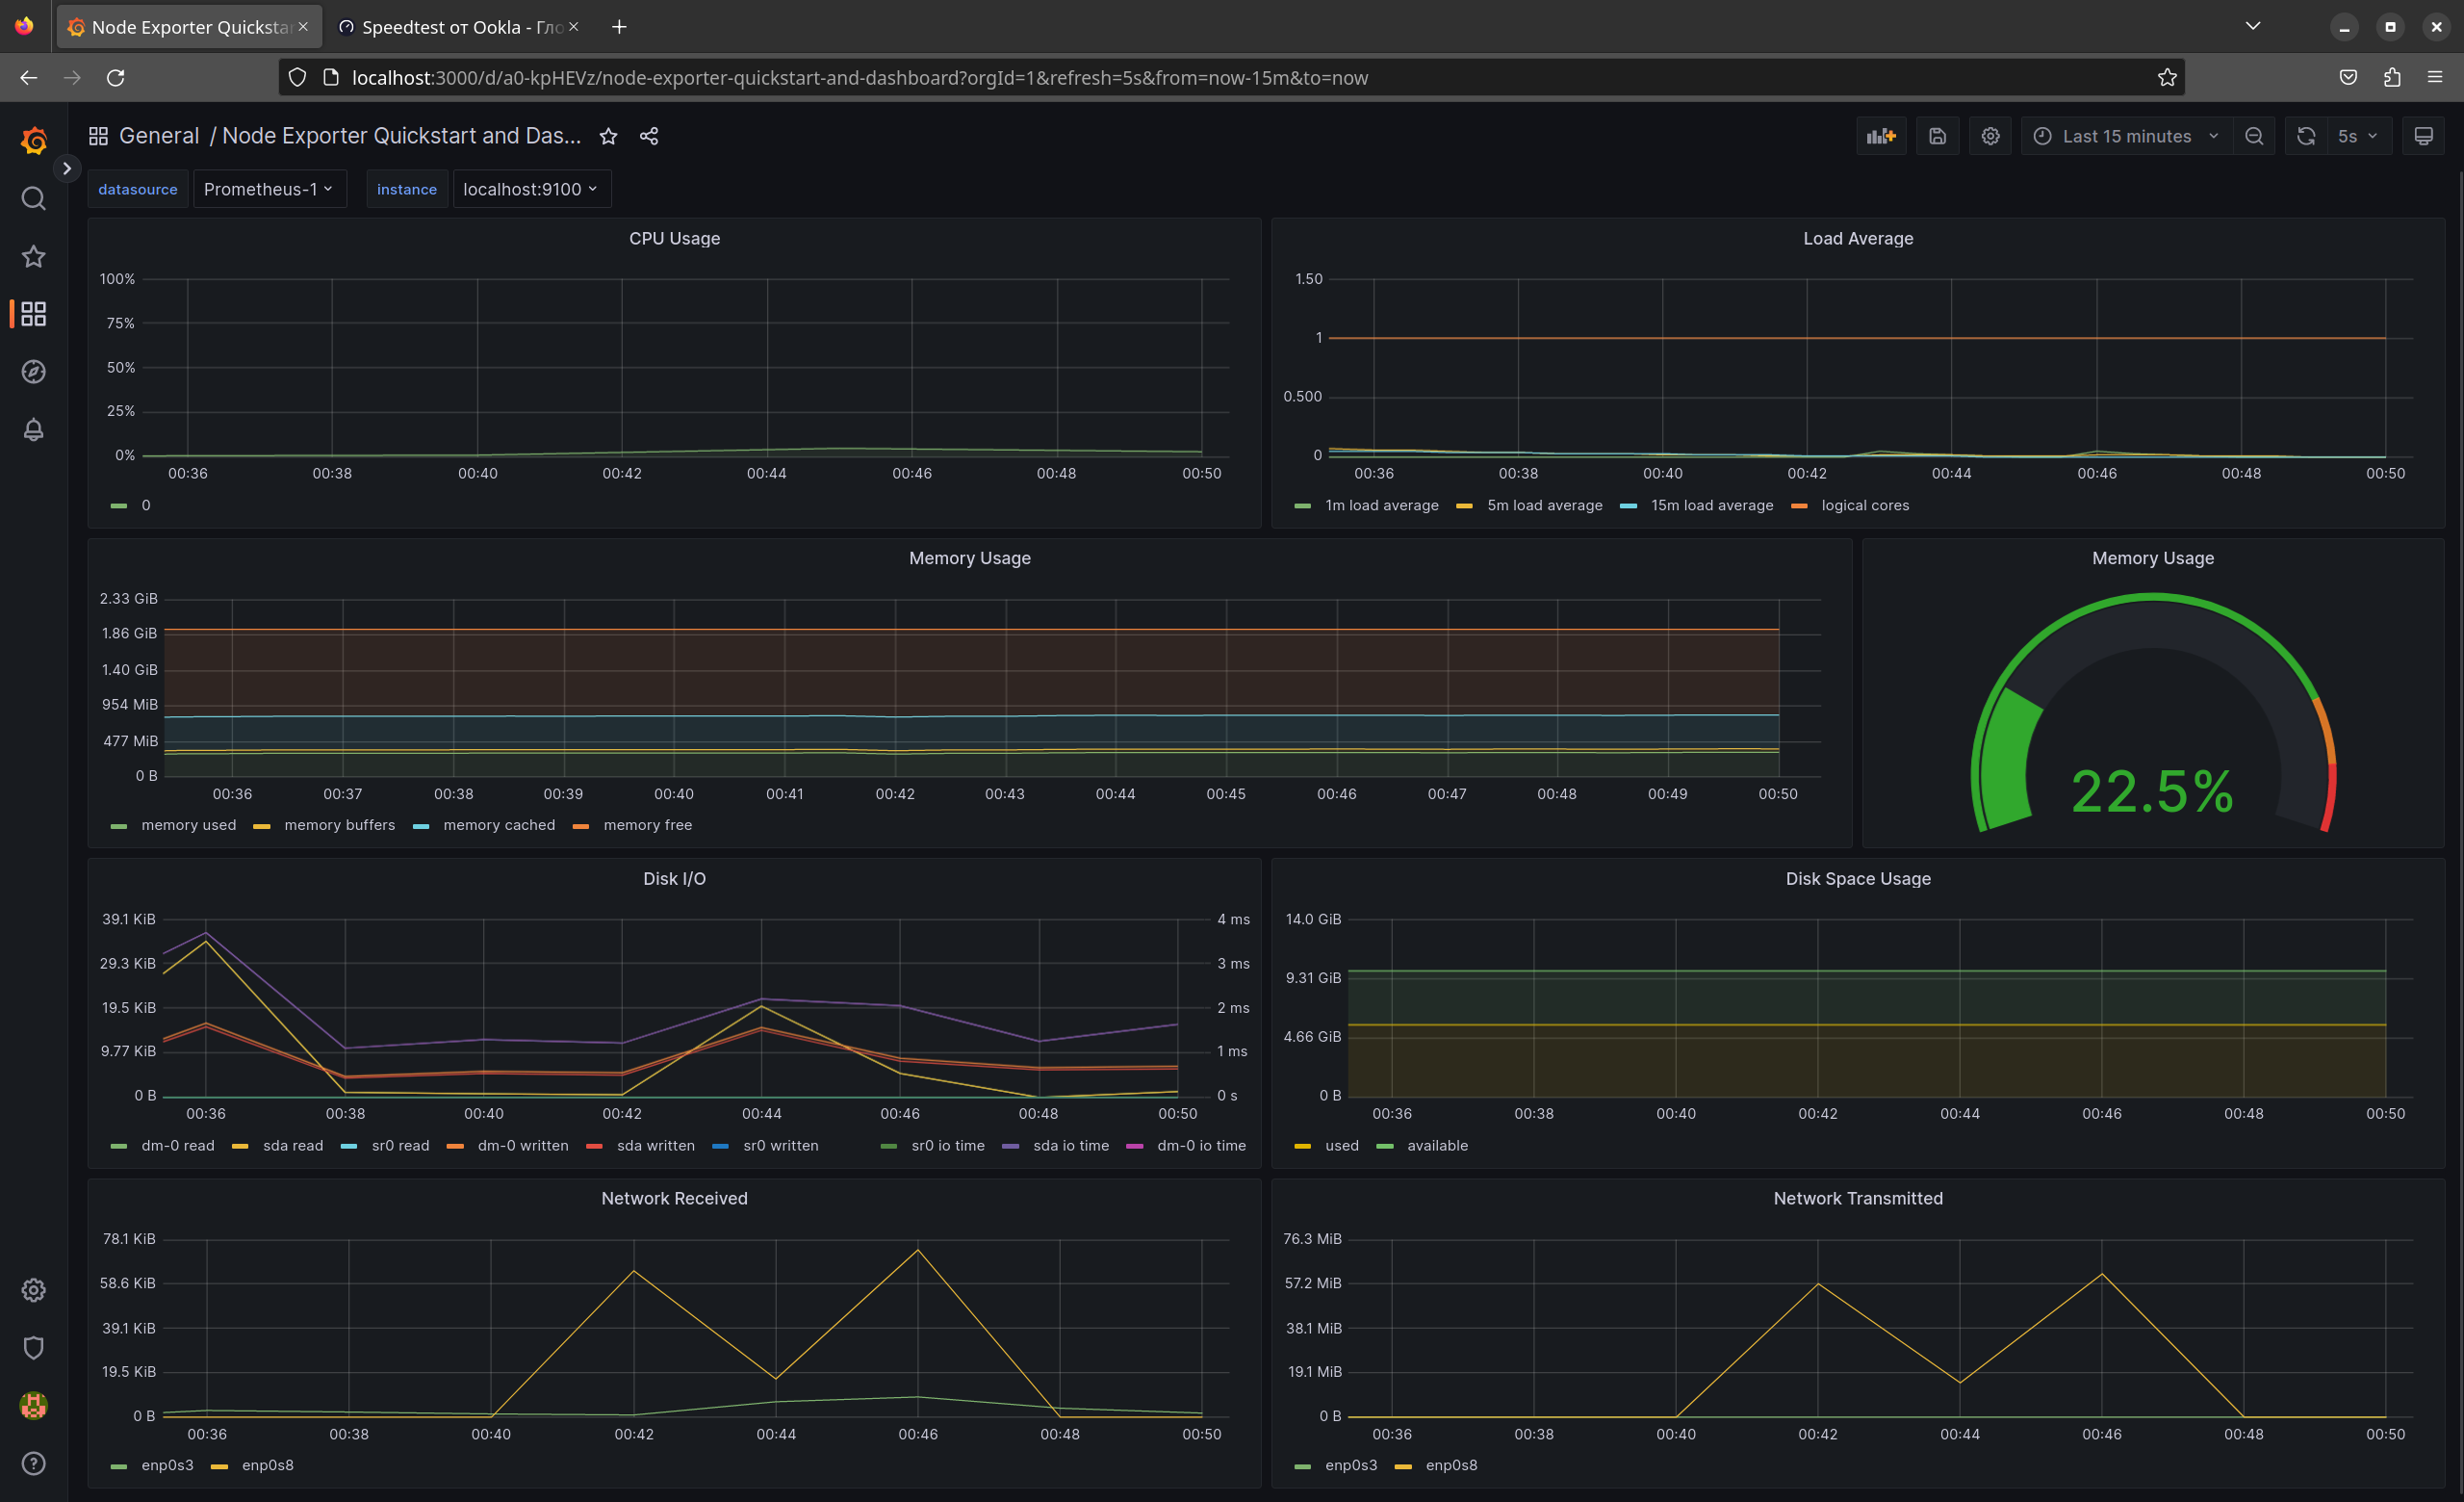 Node Exporter Quickstar
Speedtest от Ookla - Гло
localhost:3000/d/a0-kpHEVz/node-exporter-quickstart-and-dashboard?orgId=1&refresh=5s&from=now-15m&to=now
General / Node Exporter Quickstart and Das...
Last 15 minutes
5s
datasource Prometheus-1 instance localhost:9100
CPU Usage
100%
75%
50%
25%
0%
00:36 00:38 00:40 00:42 00:44 00:46 00:48 00:50
0
Load Average
1.50
1
0.500
0
00:36 00:38 00:40 00:42 00:44 00:46 00:48 00:50
1m load average 5m load average 15m load average logical cores
Memory Usage
2.33 GiB
1.86 GiB
1.40 GiB
954 MiB
477 MiB
0 B
00:36 00:37 00:38 00:39 00:40 00:41 00:42 00:43 00:44 00:45 00:46 00:47 00:48 00:49 00:50
memory used memory buffers memory cached memory free
Memory Usage
22.5%
Disk I/O
39.1 KiB 4 ms
29.3 KiB 3 ms
19.5 KiB 2 ms
9.77 KiB 1 ms
0 B 0 s
00:36 00:38 00:40 00:42 00:44 00:46 00:48 00:50
dm-0 read sda read sr0 read dm-0 written sda written sr0 written sr0 io time sda io time dm-0 io time
Disk Space Usage
14.0 GiB
9.31 GiB
4.66 GiB
0 B
00:36 00:38 00:40 00:42 00:44 00:46 00:48 00:50
used available
Network Received
78.1 KiB
58.6 KiB
39.1 KiB
19.5 KiB
0 B
00:36 00:38 00:40 00:42 00:44 00:46 00:48 00:50
enp0s3 enp0s8
Network Transmitted
76.3 MiB
57.2 MiB
38.1 MiB
19.1 MiB
0 B
00:36 00:38 00:40 00:42 00:44 00:46 00:48 00:50
enp0s3 enp0s8